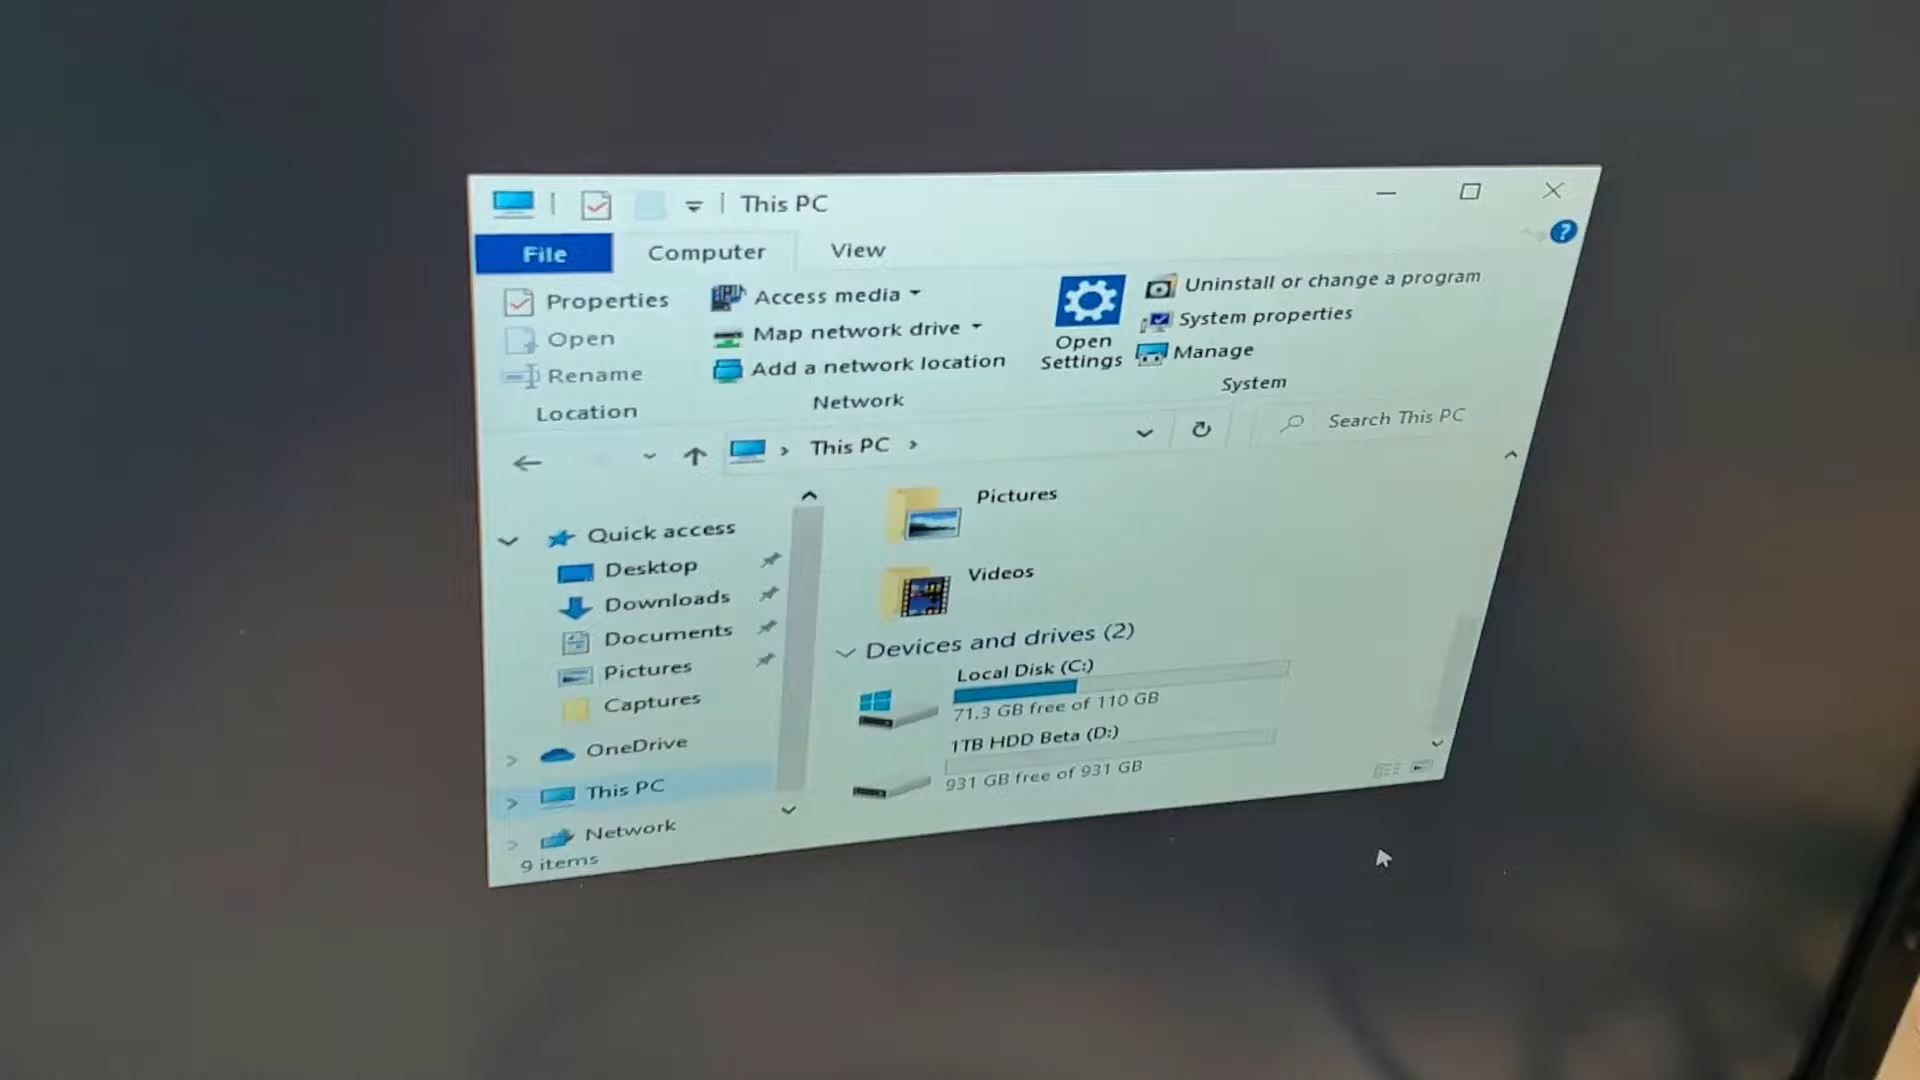 This PC
File Computer View
Properties
Open
Rename
Location
Access media
Map network drive
Add a network location
Network
Open
Settings
Uninstall or change a program
System properties
Manage
System
This PC
Search This PC
Quick access
Desktop
Downloads
Documents
Pictures
Captures
OneDrive
This PC
Network
9 items
Pictures
Videos
Devices and drives (2)
Local Disk (C:)
71.3 GB free of 110 GB
1TB HDD Beta (D:)
931 GB free of 931 GB